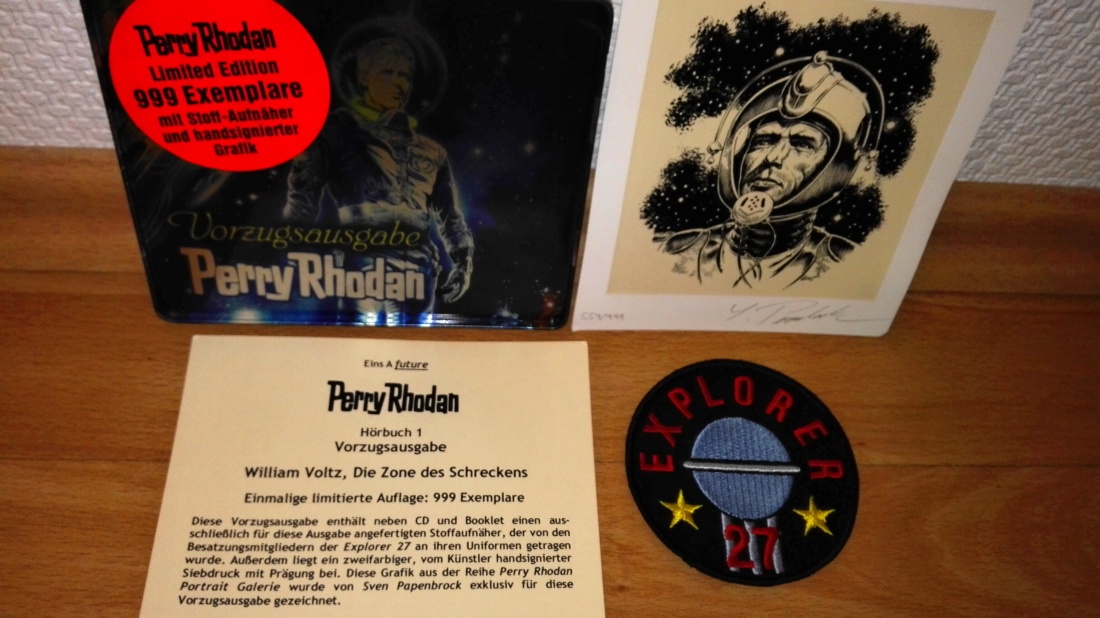 Perry Rhodan
Limited Edition
999 Exemplare
mit Stoff-Aufnäher
und handsignierter
Grafik
Vorzugsausgabe
Perry Rhodan
Eins A future
Perry Rhodan
Hörbuch 1
Vorzugsausgabe
William Voltz, Die Zone des Schreckens
Einmalige limitierte Auflage: 999 Exemplare
Diese Vorzugsausgabe enthält neben CD und Booklet einen aus-
schließlich für diese Ausgabe angefertigten Stoffaufnäher, der von den
Besatzungsmitgliedern der Explorer 27 an ihren Uniformen getragen
wurde. Außerdem liegt ein zweifarbiger, vom Künstler handsignierter
Siebdruck mit Prägung bei. Diese Grafik aus der Reihe Perry Rhodan
Portrait Galerie wurde von Sven Papenbrock exklusiv für diese
Vorzugsausgabe gezeichnet.
EXPLORER
27